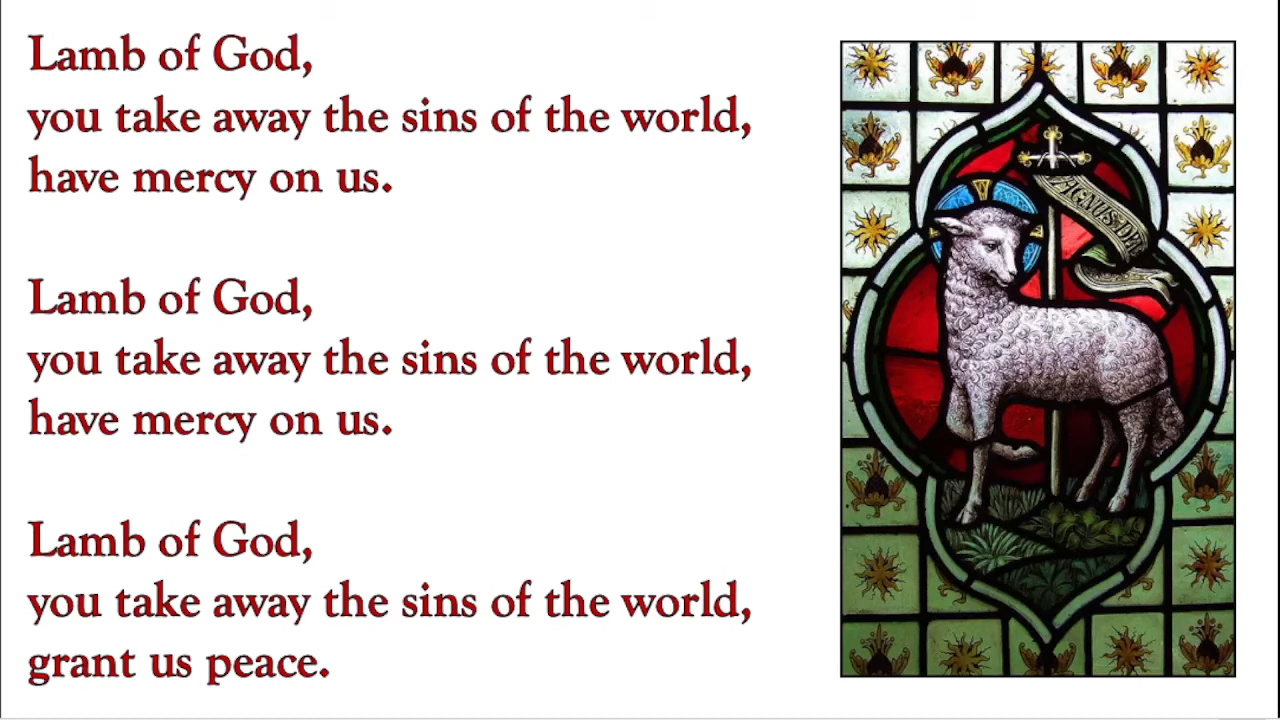 Lamb of God,
you take away the sins of the world,
have mercy on us.
Lamb of God,
you take away the sins of the world,
have mercy on us.
Lamb of God,
you take away the sins of the world,
grant us peace.
AGNUS DEI